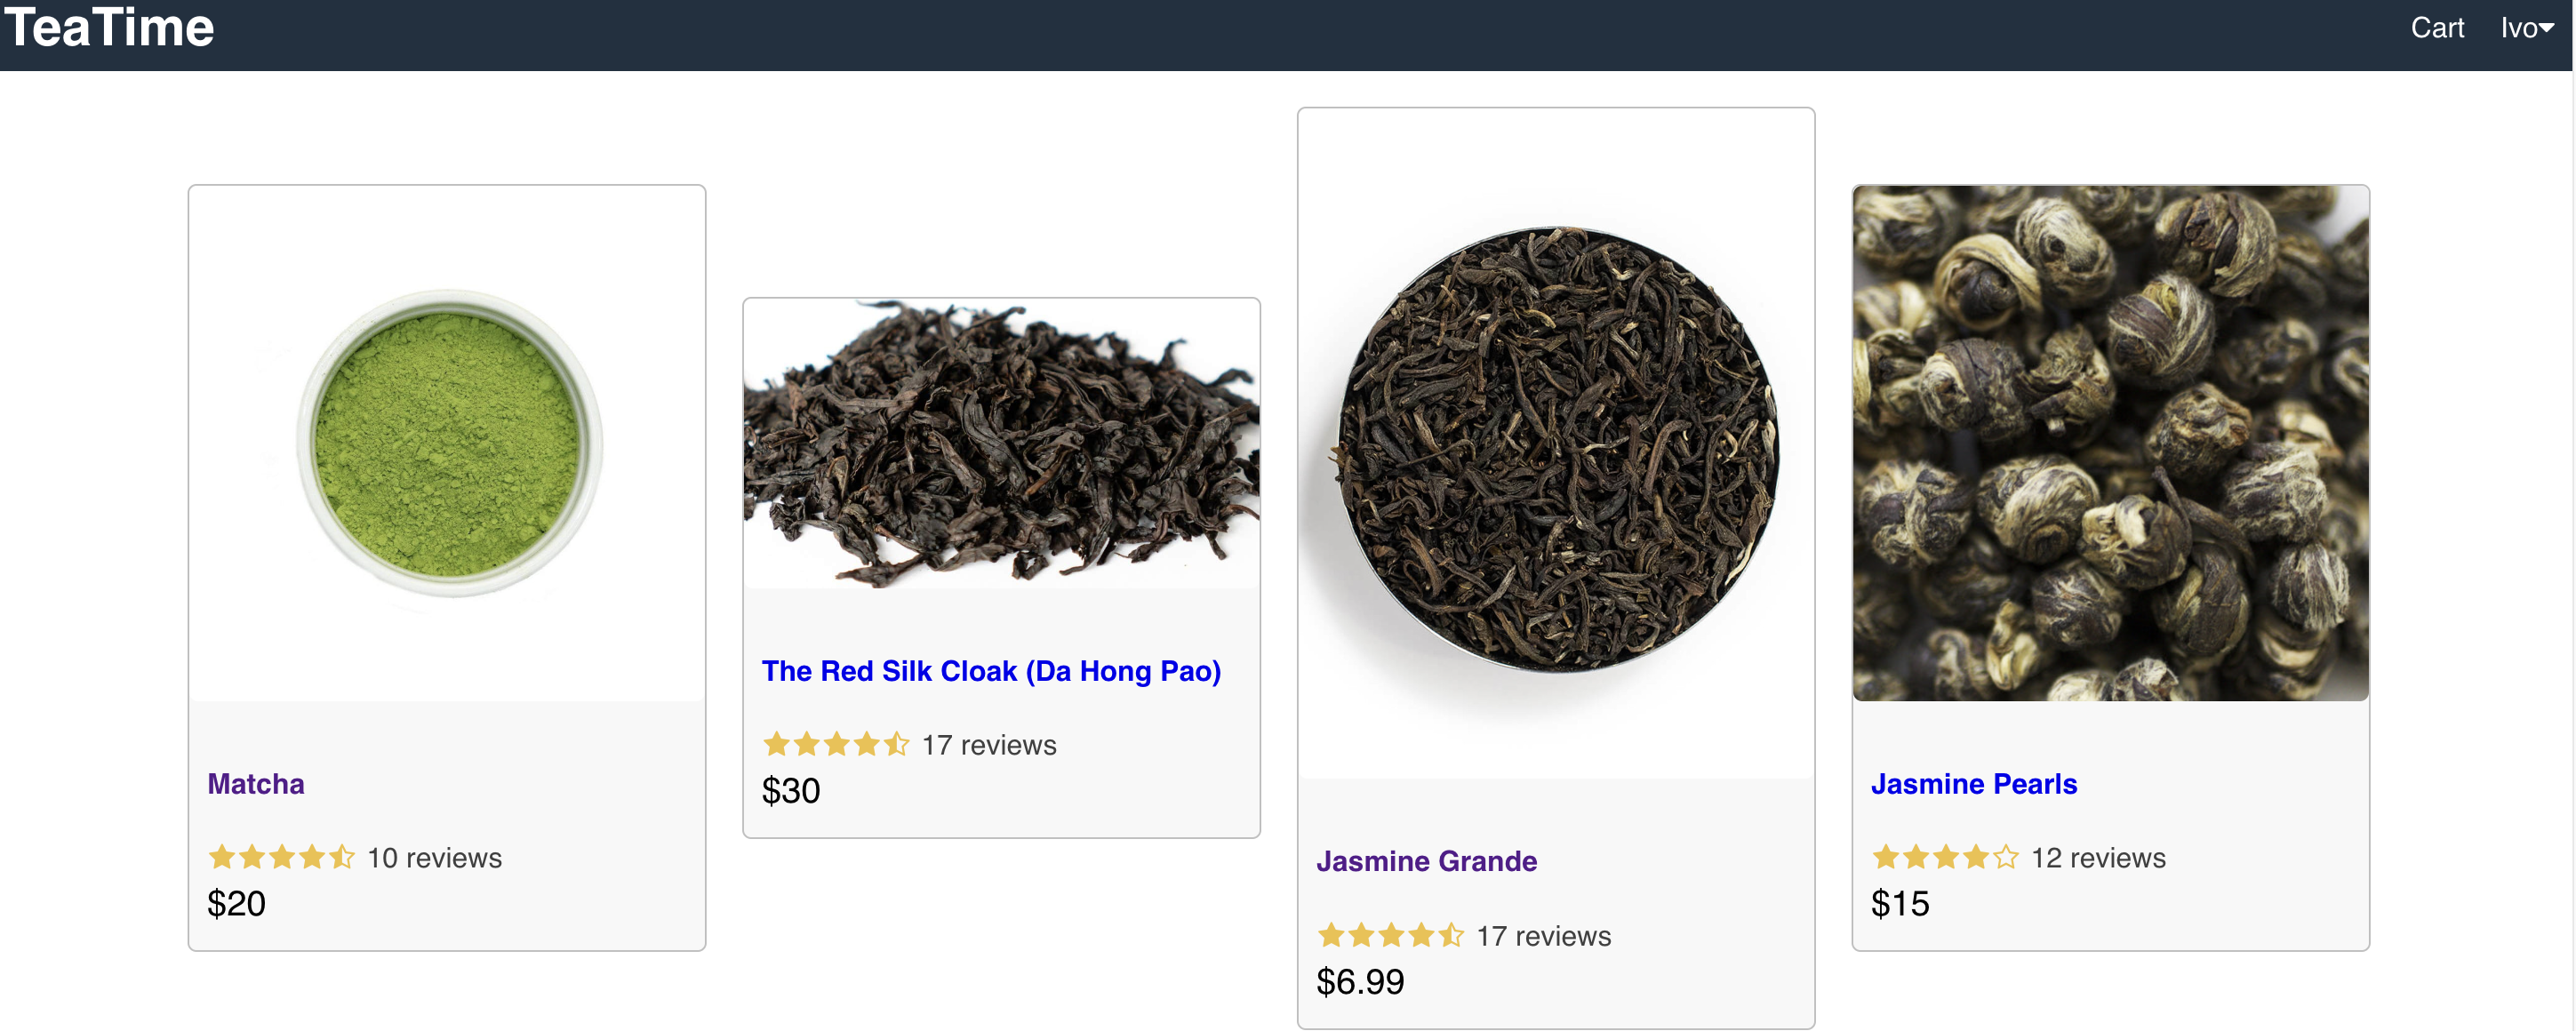 TeaTime
Cart
Ivo
Matcha
10 reviews
$20
The Red Silk Cloak (Da Hong Pao)
17 reviews
$30
Jasmine Grande
17 reviews
$6.99
Jasmine Pearls
12 reviews
$15